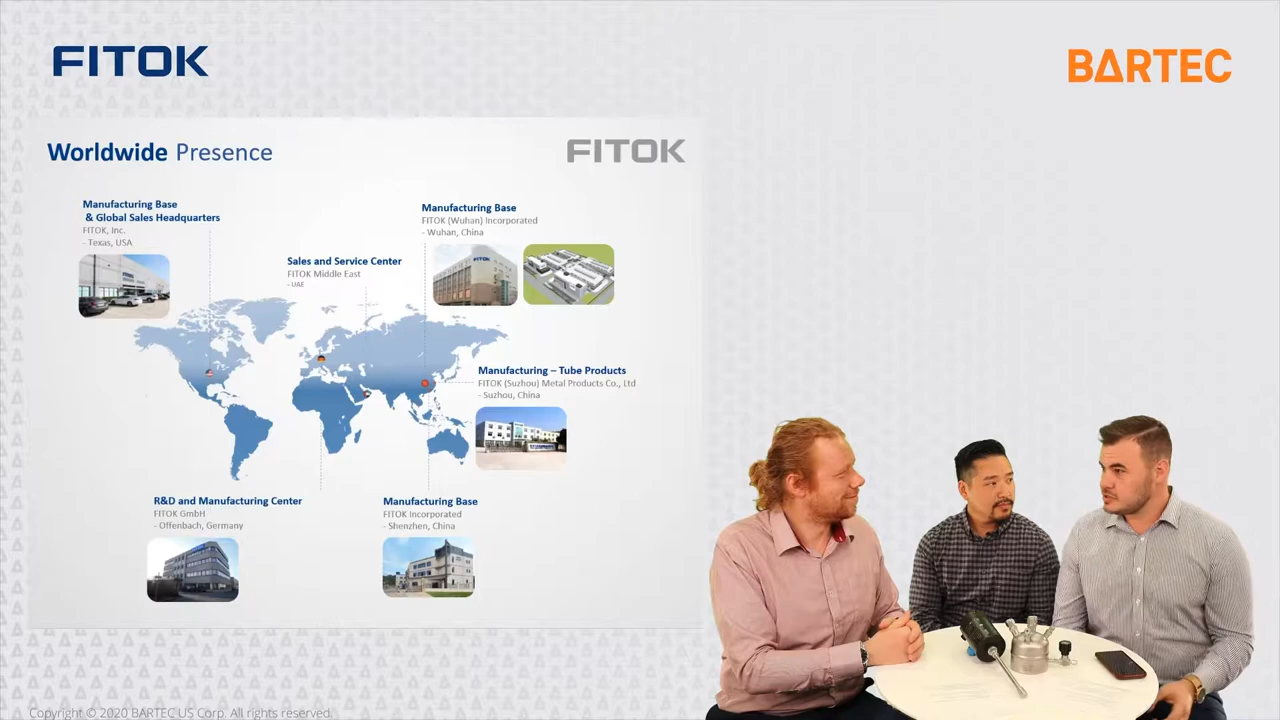 FITOK
BARTEC
Worldwide Presence
FITOK
Manufacturing Base
& Global Sales Headquarters
FITOK, Inc.
- Texas, USA
Sales and Service Center
FITOK Middle East
- UAE
Manufacturing Base
FITOK (Wuhan) Incorporated
- Wuhan, China
FITOK
Manufacturing – Tube Products
FITOK (Suzhou) Metal Products Co., Ltd
- Suzhou, China
R&D and Manufacturing Center
FITOK GmbH
- Offenbach, Germany
Manufacturing Base
FITOK Incorporated
- Shenzhen, China
Copyright © 2020 BARTEC US Corp. All rights reserved.